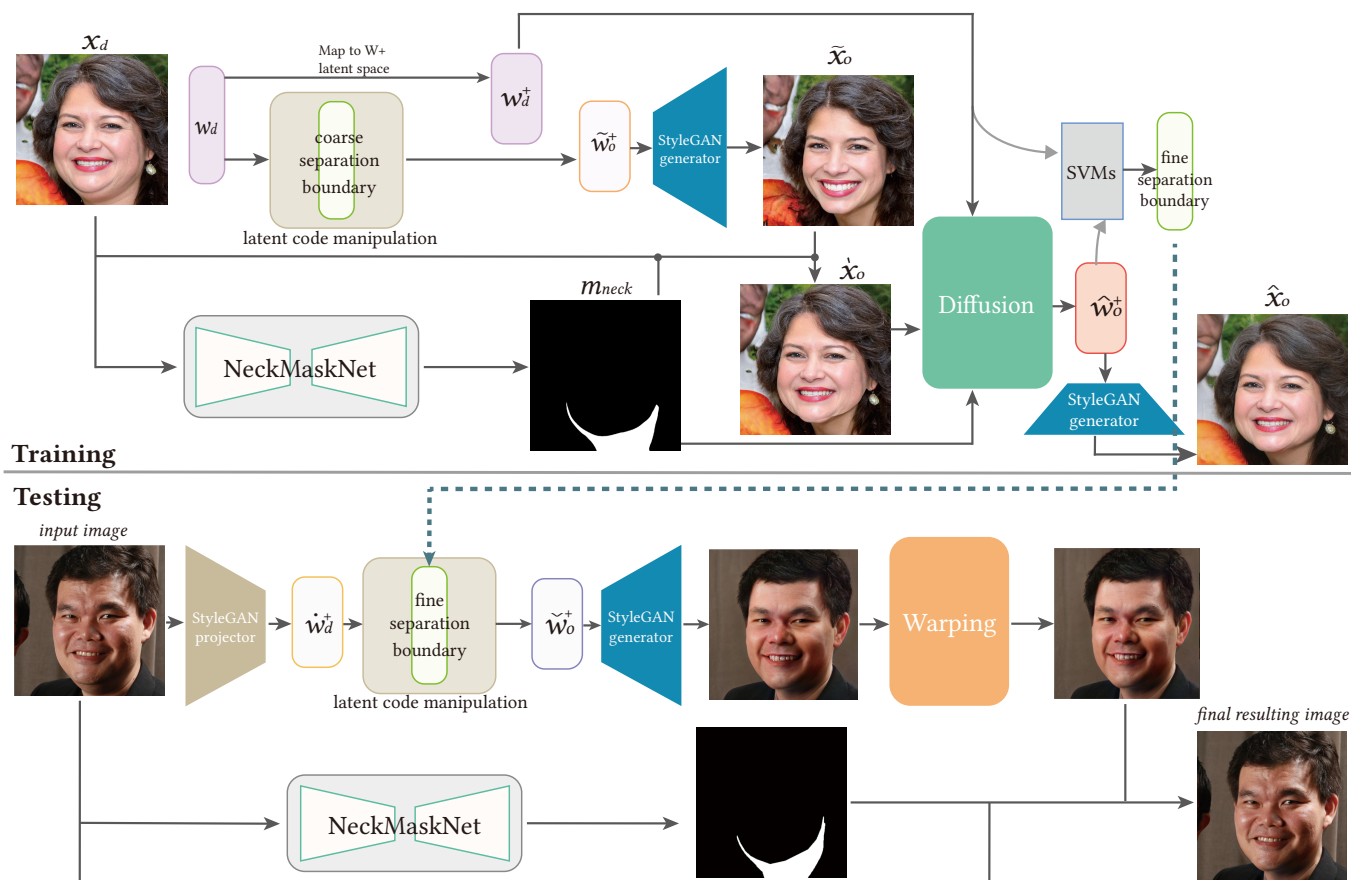 x_d
Map to W+
latent space
w_d
w_d^+
coarse
separation
boundary
latent code manipulation
w̃_o^+
StyleGAN
generator
x̃_o
SVMs
fine
separation
boundary
m_neck
x̀_o
Diffusion
ŵ_o^+
x̂_o
NeckMaskNet
StyleGAN
generator
Training
Testing
input image
StyleGAN
projector
ẇ_d^+
fine
separation
boundary
latent code manipulation
w̆_o^+
StyleGAN
generator
Warping
final resulting image
NeckMaskNet